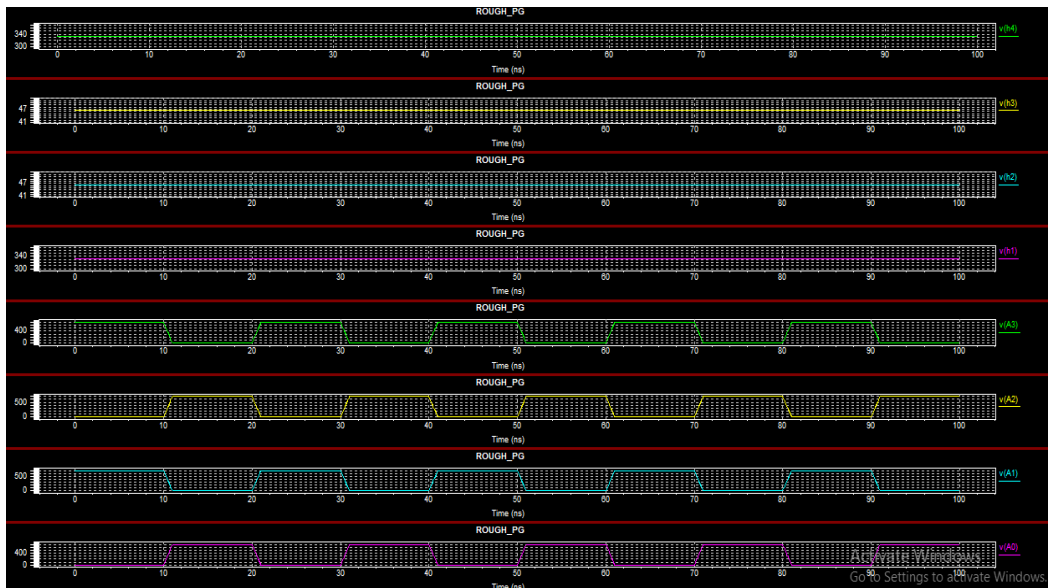 ROUGH_PG
340
300
v(h4)
0 10 20 30 40 50 60 70 80 90 100
Time (ns)
ROUGH_PG
47
41
v(h3)
0 10 20 30 40 50 60 70 80 90 100
Time (ns)
ROUGH_PG
47
41
v(h2)
0 10 20 30 40 50 60 70 80 90 100
Time (ns)
ROUGH_PG
340
300
v(h1)
0 10 20 30 40 50 60 70 80 90 100
Time (ns)
ROUGH_PG
400
0
v(A3)
0 10 20 30 40 50 60 70 80 90 100
Time (ns)
ROUGH_PG
500
0
v(A2)
0 10 20 30 40 50 60 70 80 90 100
Time (ns)
ROUGH_PG
500
0
v(A1)
0 10 20 30 40 50 60 70 80 90 100
Time (ns)
ROUGH_PG
400
0
v(A0)
0 10 20 30 40 50 60 70 80 90 100
Time (ns)
Activate Windows
Go to Settings to activate Windows.